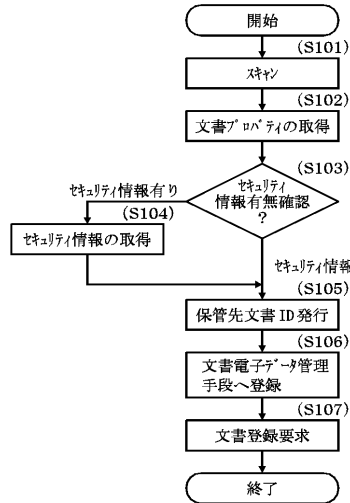 開始
(S101)
スキャン
(S102)
文書プロパティの取得
(S103)
セキュリティ
情報有無確認
?
セキュリティ情報有り
(S104)
セキュリティ情報の取得
セキュリティ情報
(S105)
保管先文書 ID 発行
(S106)
文書電子データ管理
手段へ登録
(S107)
文書登録要求
終了